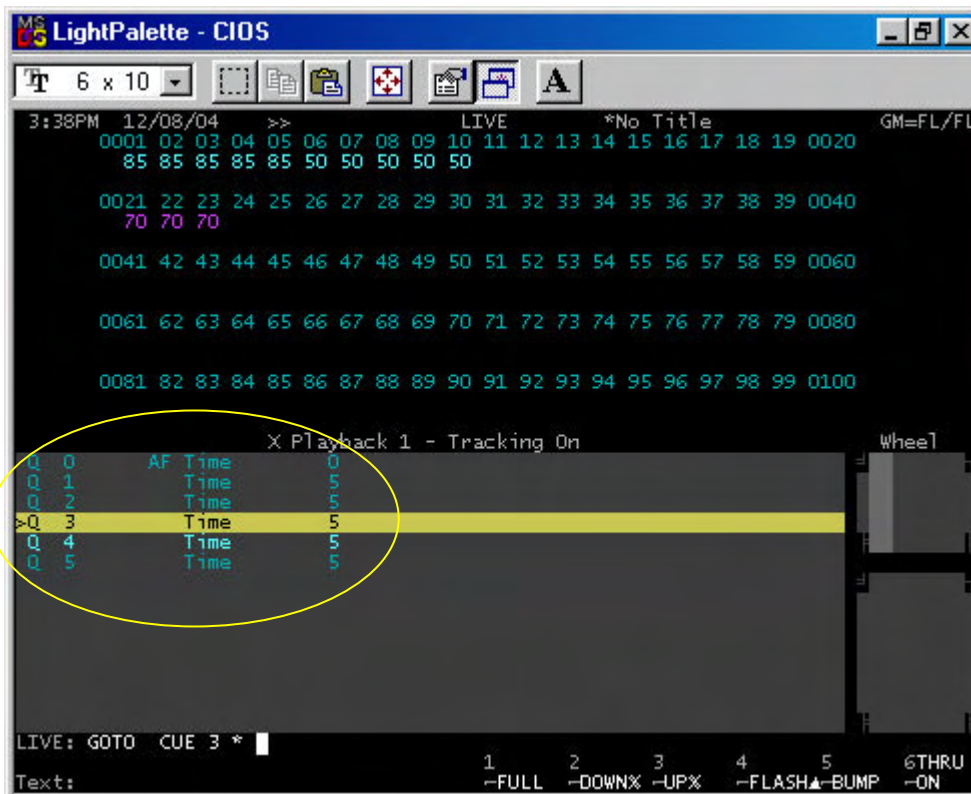 LightPalette - CIOS
6 x 10
3:38PM 12/08/04 >> LIVE *No Title GM=FL/FL
0001 02 03 04 05 06 07 08 09 10 11 12 13 14 15 16 17 18 19 0020
85 85 85 85 85 50 50 50 50 50
0021 22 23 24 25 26 27 28 29 30 31 32 33 34 35 36 37 38 39 0040
70 70 70
0041 42 43 44 45 46 47 48 49 50 51 52 53 54 55 56 57 58 59 0060
0061 62 63 64 65 66 67 68 69 70 71 72 73 74 75 76 77 78 79 0080
0081 82 83 84 85 86 87 88 89 90 91 92 93 94 95 96 97 98 99 0100
X Playback 1 - Tracking On Wheel
Q 0 AF Time 0
Q 1 Time 5
Q 2 Time 5
>Q 3 Time 5
Q 4 Time 5
Q 5 Time 5
LIVE: GOTO CUE 3 *
1 2 3 4 5 6THRU
Text: ⌐FULL ⌐DOWN% ⌐UP% ⌐FLASH▲⌐BUMP ⌐ON